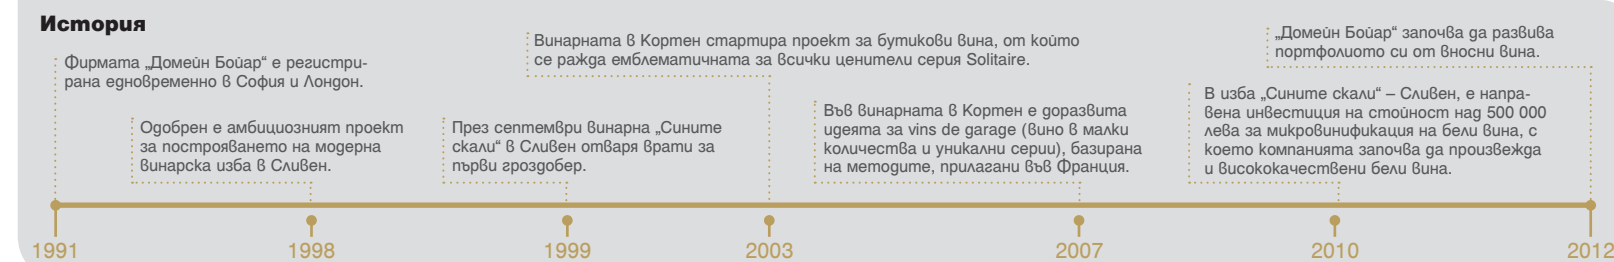 История
Фирмата „Домейн Бойар“ е регистри-
рана едновременно в София и Лондон.
Одобрен е амбициозният проект
за построяването на модерна
винарска изба в Сливен.
През септември винарна „Сините
скали“ в Сливен отваря врати за
първи гроздобер.
Винарната в Кортен стартира проект за бутикови вина, от който
се ражда емблематичната за всички ценители серия Solitaire.
Във винарната в Кортен е доразвита
идеята за vins de garage (вино в малки
количества и уникални серии), базирана
на методите, прилагани във Франция.
В изба „Сините скали“ – Сливен, е напра-
вена инвестиция на стойност над 500 000
лева за микровинификация на бели вина, с
което компанията започва да произвежда
и висококачествени бели вина.
„Домейн Бойар“ започва да развива
портфолиото си от вносни вина.
1991 1998 1999 2003 2007 2010 2012